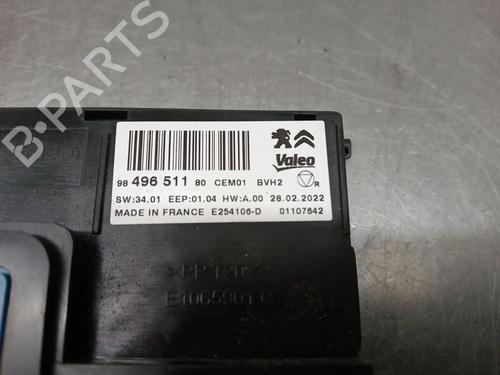 B-PARTS
Valeo
98 496 511 80 CEM01 BVH2 R
SW:34.01 EEP:01.04 HW:A.00 28.02.2022
MADE IN FRANCE E254106-D 01107642
E1065901